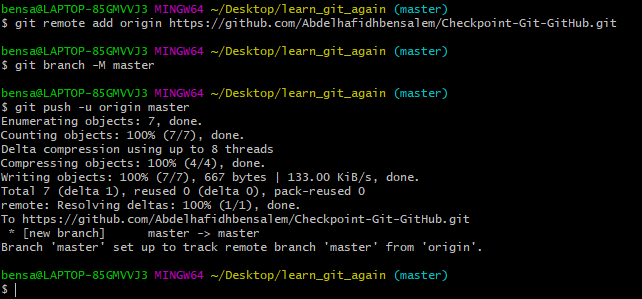 bensa@LAPTOP-85GMVVJ3 MINGW64 ~/Desktop/learn_git_again (master)
$ git remote add origin https://github.com/Abdelhafidhbensalem/Checkpoint-Git-GitHub.git
bensa@LAPTOP-85GMVVJ3 MINGW64 ~/Desktop/learn_git_again (master)
$ git branch -M master
bensa@LAPTOP-85GMVVJ3 MINGW64 ~/Desktop/learn_git_again (master)
$ git push -u origin master
Enumerating objects: 7, done.
Counting objects: 100% (7/7), done.
Delta compression using up to 8 threads
Compressing objects: 100% (4/4), done.
Writing objects: 100% (7/7), 667 bytes | 133.00 KiB/s, done.
Total 7 (delta 1), reused 0 (delta 0), pack-reused 0
remote: Resolving deltas: 100% (1/1), done.
To https://github.com/Abdelhafidhbensalem/Checkpoint-Git-GitHub.git
 * [new branch]      master -> master
Branch 'master' set up to track remote branch 'master' from 'origin'.
bensa@LAPTOP-85GMVVJ3 MINGW64 ~/Desktop/learn_git_again (master)
$